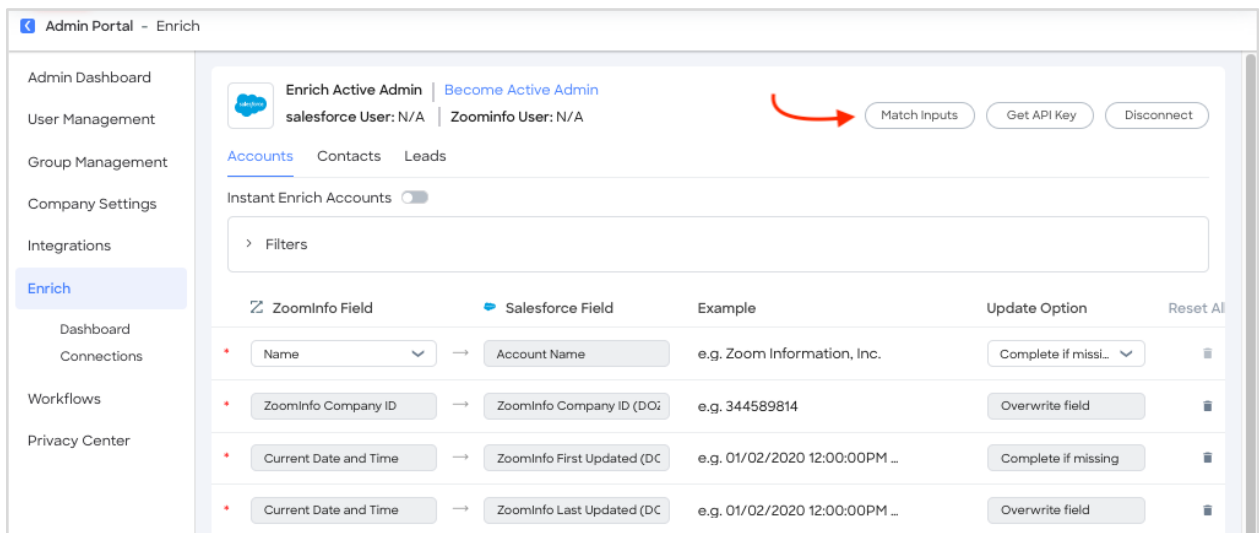 Admin Portal - Enrich
Admin Dashboard
User Management
Group Management
Company Settings
Integrations
Enrich
Dashboard
Connections
Workflows
Privacy Center
salesforce
Enrich Active Admin | Become Active Admin
salesforce User: N/A | Zoominfo User: N/A
Match Inputs Get API Key Disconnect
Accounts Contacts Leads
Instant Enrich Accounts
Filters
ZoomInfo Field Salesforce Field Example Update Option Reset Al
* Name → Account Name e.g. Zoom Information, Inc. Complete if missi...
* ZoomInfo Company ID → ZoomInfo Company ID (DOZ e.g. 344589814 Overwrite field
* Current Date and Time → ZoomInfo First Updated (DC e.g. 01/02/2020 12:00:00PM ... Complete if missing
* Current Date and Time → ZoomInfo Last Updated (DC e.g. 01/02/2020 12:00:00PM ... Overwrite field